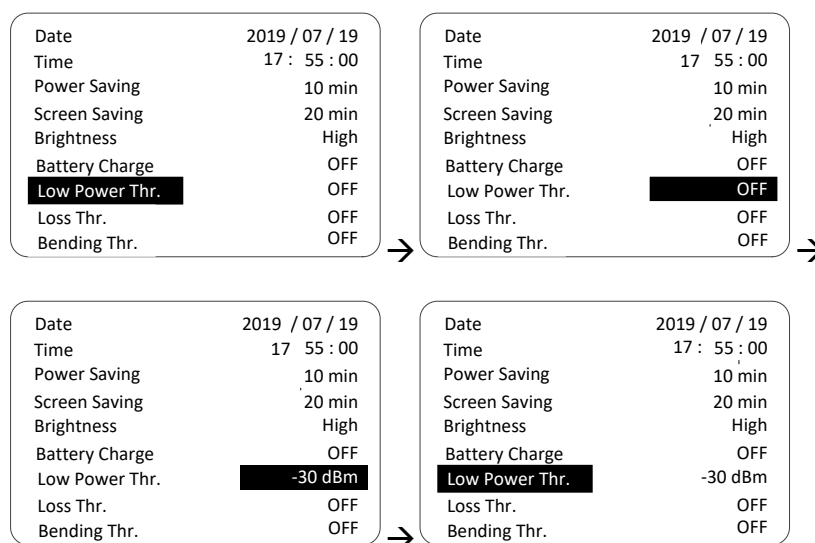 Date 2019 / 07 / 19
Time 17 : 55 : 00
Power Saving 10 min
Screen Saving 20 min
Brightness High
Battery Charge OFF
Low Power Thr. OFF
Loss Thr. OFF
Bending Thr. OFF
→
Date 2019 / 07 / 19
Time 17 55 : 00
Power Saving 10 min
Screen Saving 20 min
Brightness High
Battery Charge OFF
Low Power Thr. OFF
Loss Thr. OFF
Bending Thr. OFF
→
Date 2019 / 07 / 19
Time 17 55 : 00
Power Saving 10 min
Screen Saving 20 min
Brightness High
Battery Charge OFF
Low Power Thr. -30 dBm
Loss Thr. OFF
Bending Thr. OFF
→
Date 2019 / 07 / 19
Time 17 : 55 : 00
Power Saving 10 min
Screen Saving 20 min
Brightness High
Battery Charge OFF
Low Power Thr. -30 dBm
Loss Thr. OFF
Bending Thr. OFF